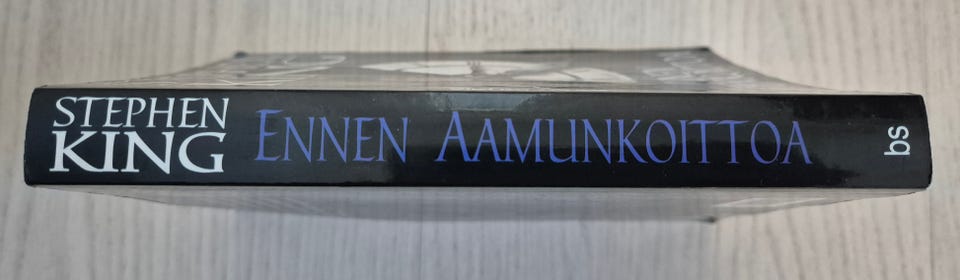 STEPHEN
KING
ENNEN AAMUNKOITTOA
bs